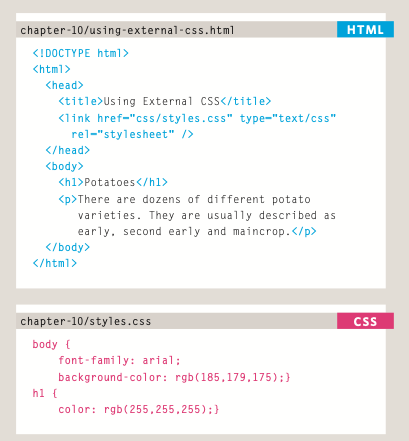 chapter-10/using-external-css.html HTML
<!DOCTYPE html>
<html>
<head>
<title>Using External CSS</title>
<link href="css/styles.css" type="text/css"
rel="stylesheet" />
</head>
<body>
<h1>Potatoes</h1>
<p>There are dozens of different potato
varieties. They are usually described as
early, second early and maincrop.</p>
</body>
</html>
chapter-10/styles.css CSS
body {
font-family: arial;
background-color: rgb(185,179,175);}
h1 {
color: rgb(255,255,255);}